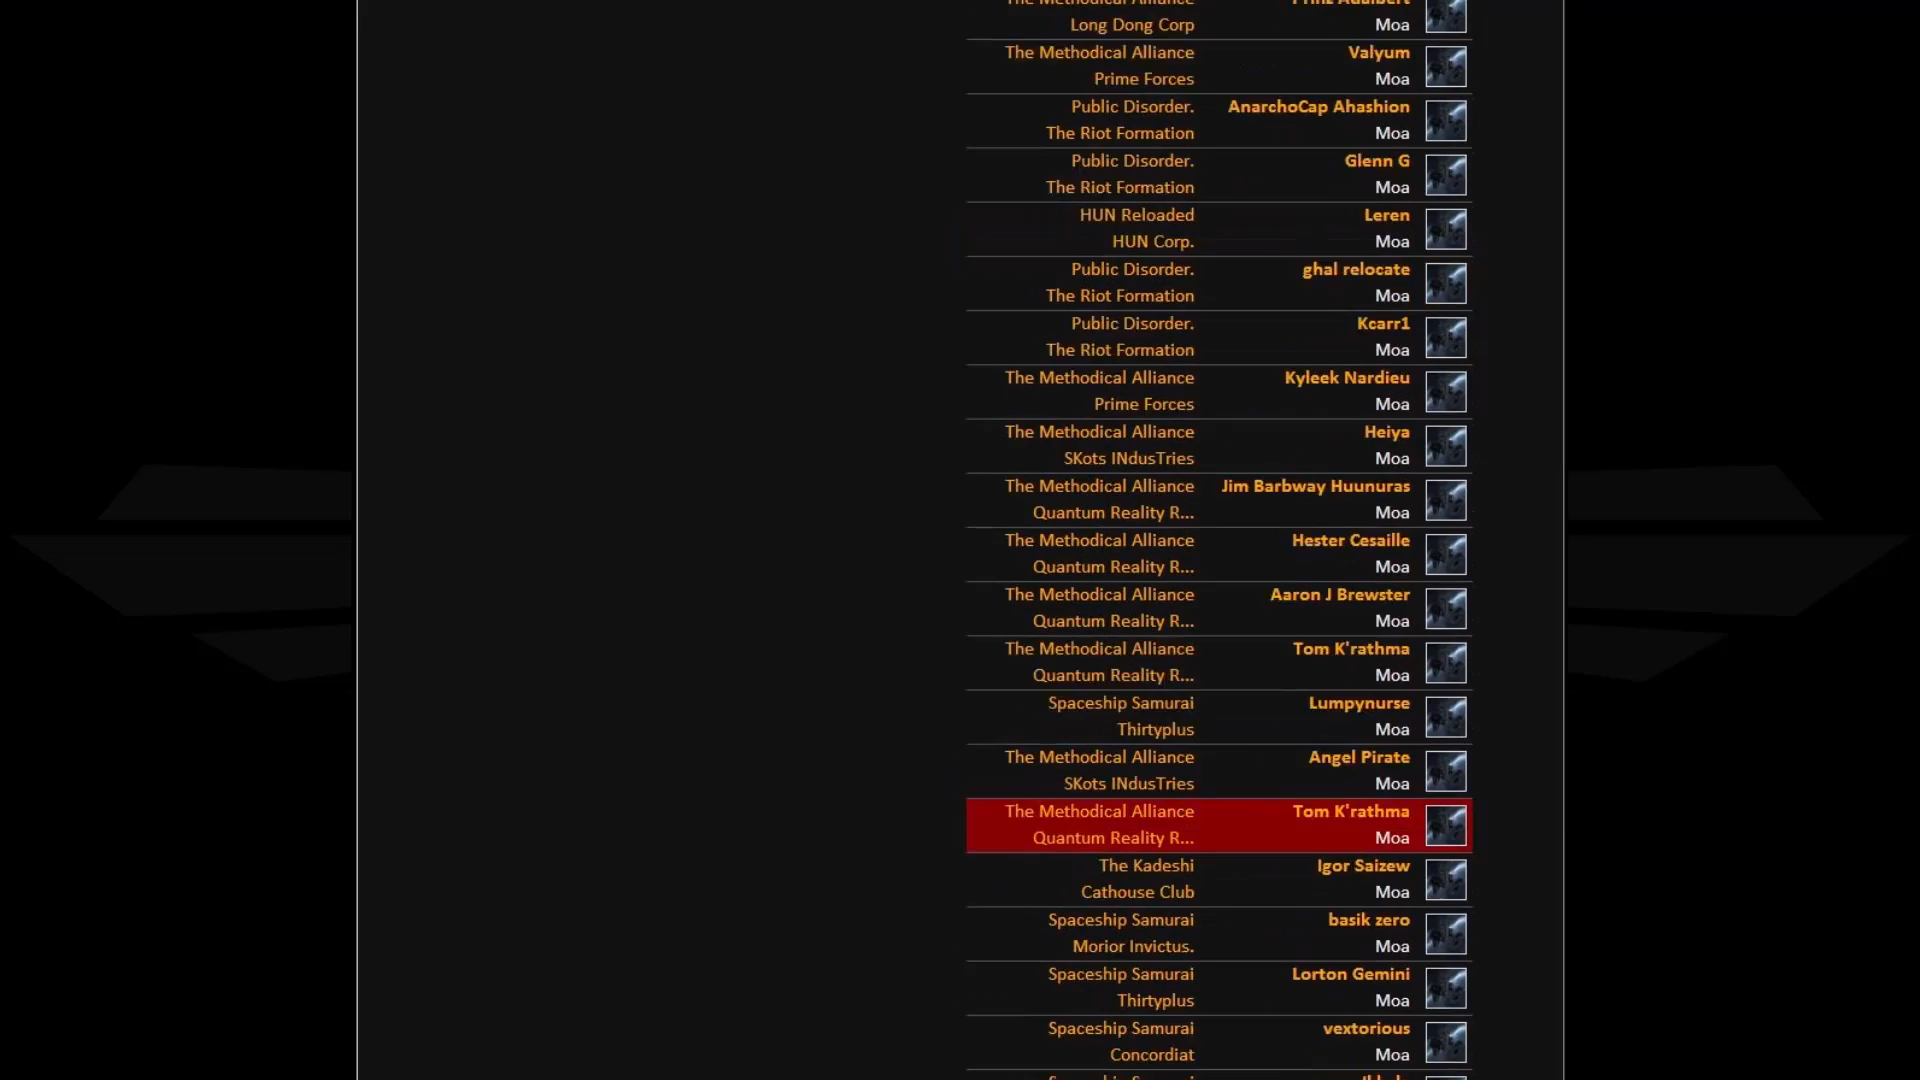 The Methodical Alliance Prinz Adalbert
Long Dong Corp Moa
The Methodical Alliance Valyum
Prime Forces Moa
Public Disorder. AnarchoCap Ahashion
The Riot Formation Moa
Public Disorder. Glenn G
The Riot Formation Moa
HUN Reloaded Leren
HUN Corp. Moa
Public Disorder. ghal relocate
The Riot Formation Moa
Public Disorder. Kcarr1
The Riot Formation Moa
The Methodical Alliance Kyleek Nardieu
Prime Forces Moa
The Methodical Alliance Heiya
SKots INdusTries Moa
The Methodical Alliance Jim Barbway Huunuras
Quantum Reality R... Moa
The Methodical Alliance Hester Cesaille
Quantum Reality R... Moa
The Methodical Alliance Aaron J Brewster
Quantum Reality R... Moa
The Methodical Alliance Tom K'rathma
Quantum Reality R... Moa
Spaceship Samurai Lumpynurse
Thirtyplus Moa
The Methodical Alliance Angel Pirate
SKots INdusTries Moa
The Methodical Alliance Tom K'rathma
Quantum Reality R... Moa
The Kadeshi Igor Saizew
Cathouse Club Moa
Spaceship Samurai basik zero
Morior Invictus. Moa
Spaceship Samurai Lorton Gemini
Thirtyplus Moa
Spaceship Samurai vextorious
Concordiat Moa
Spaceship Samurai